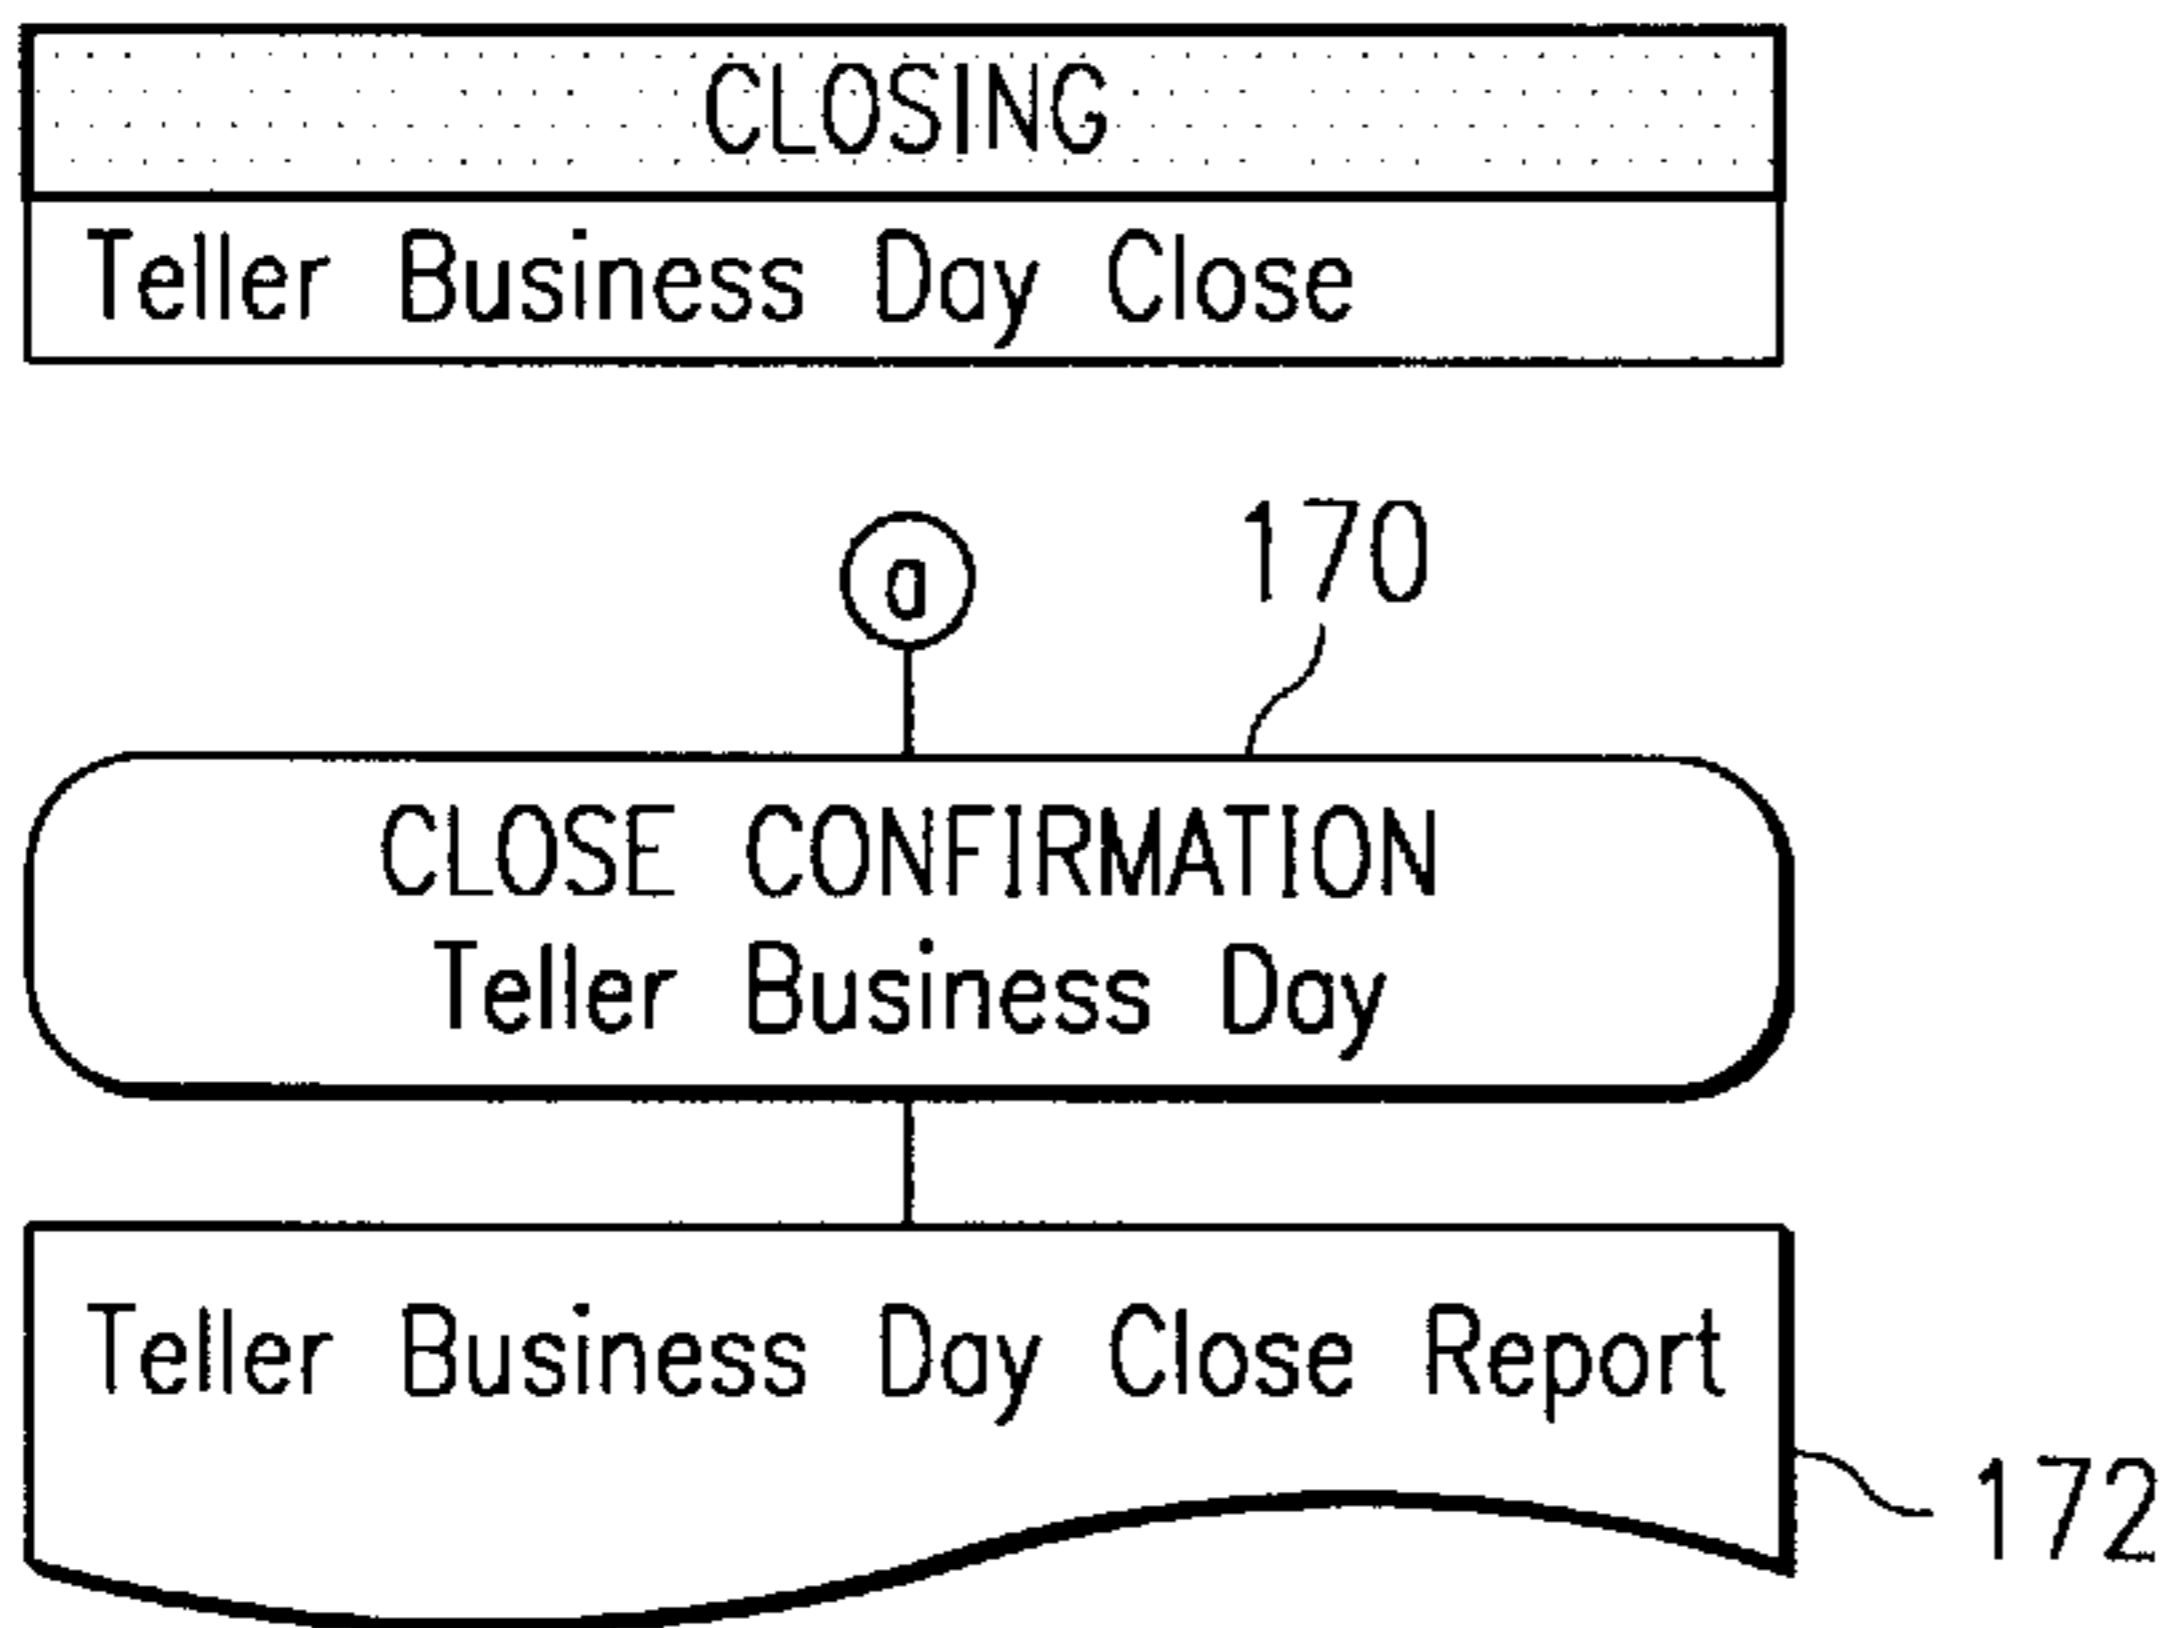 CLOSING
Teller Business Day Close
a
170
CLOSE CONFIRMATION
Teller Business Day
Teller Business Day Close Report
172